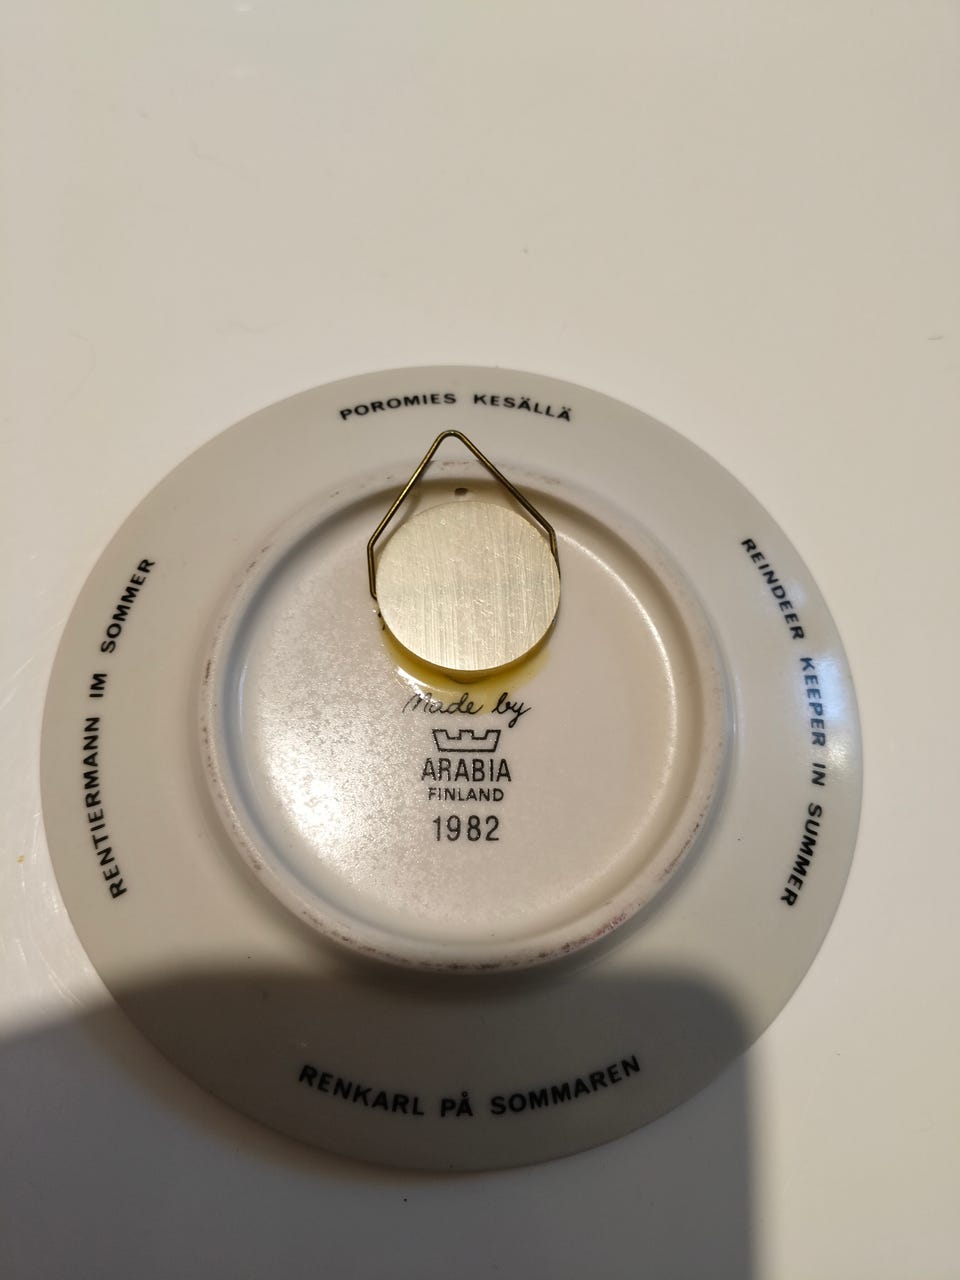 POROMIES KESÄLLÄ
REINDEER KEEPER IN SUMMER
RENKARL PÅ SOMMAREN
RENTIERMANN IM SOMMER
Made by
ARABIA
FINLAND
1982